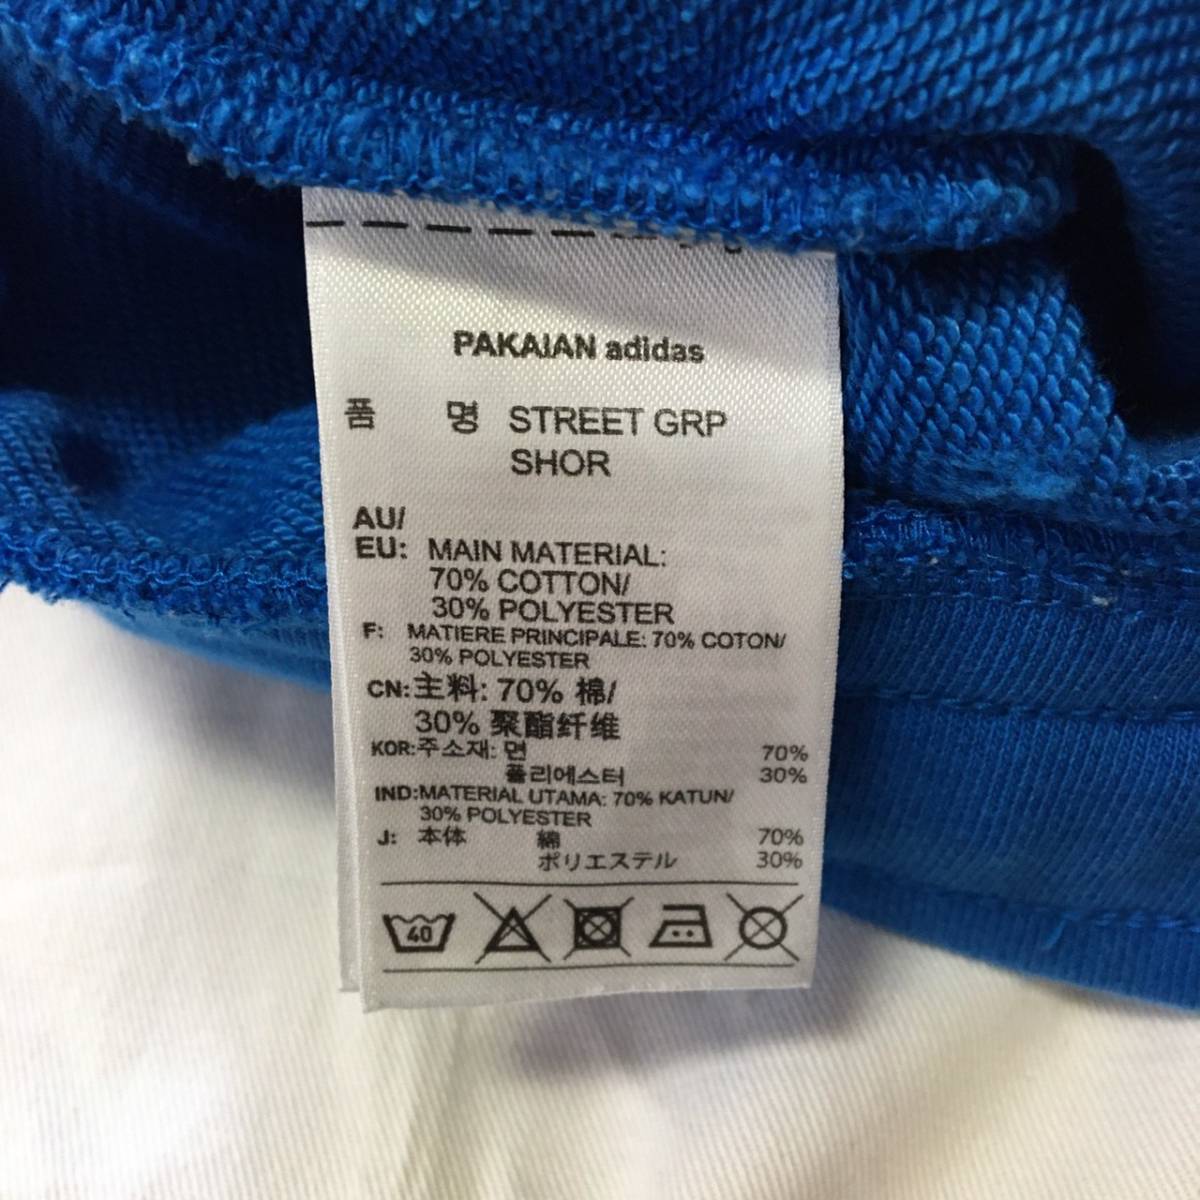 PAKAIAN adidas
품 명 STREET GRP
SHOR
AU/
EU: MAIN MATERIAL:
70% COTTON/
30% POLYESTER
F: MATIERE PRINCIPALE: 70% COTON/
30% POLYESTER
CN: 主料: 70% 棉/
30% 聚酯纤维
KOR: 주소재: 면 70%
폴리에스터 30%
IND: MATERIAL UTAMA: 70% KATUN/
30% POLYESTER
J: 本体 綿 70%
ポリエステル 30%
40